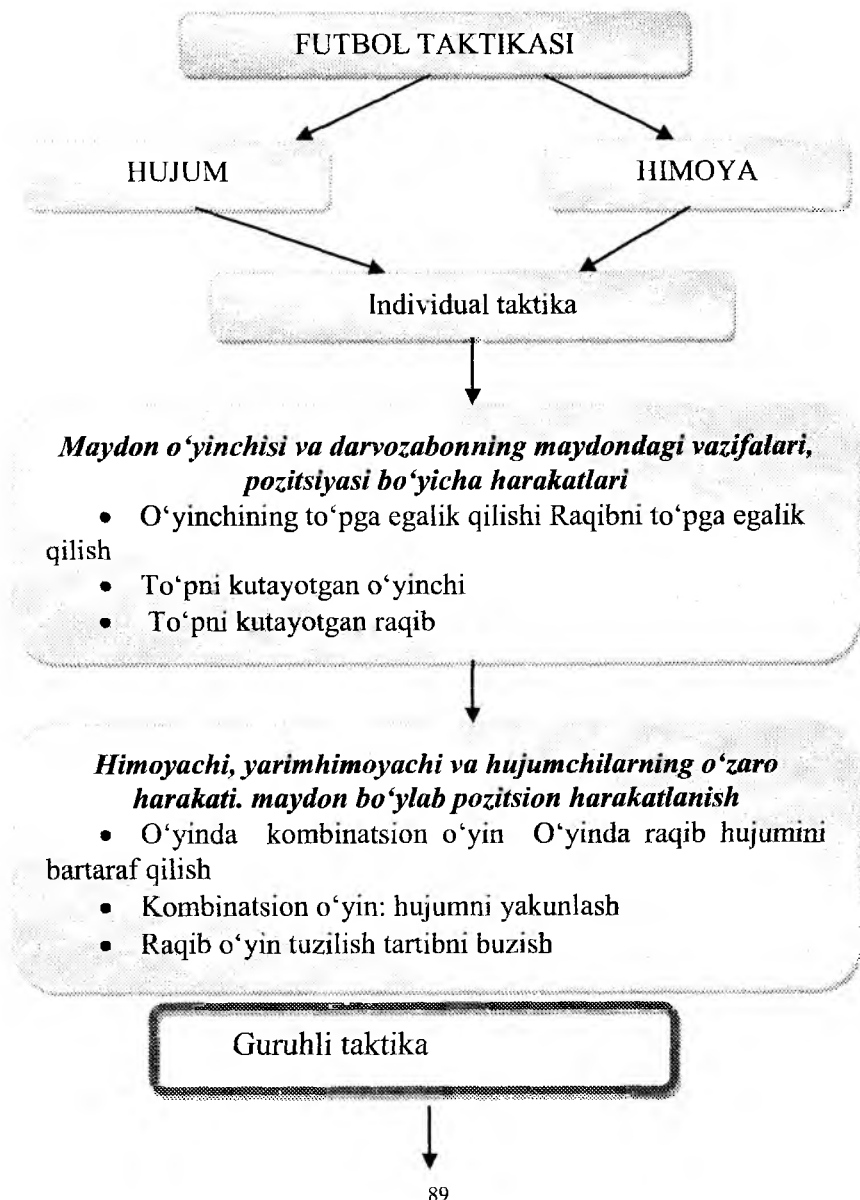 FUTBOL TAKTIKASI
HUJUM
HIMOYA
Individual taktika
Maydon o‘yinchisi va darvozabonning maydondagi vazifalari,
pozitsiyasi bo‘yicha harakatlari
• O‘yinchining to‘pga egalik qilishi Raqibni to‘pga egalik
qilish
• To‘pni kutayotgan o‘yinchi
• To‘pni kutayotgan raqib
Himoyachi, yarimhimoyachi va hujumchilarning o‘zaro
harakati. maydon bo‘ylab pozitsion harakatlanish
• O‘yinda kombinatsion o‘yin O‘yinda raqib hujumini
bartaraf qilish
• Kombinatsion o‘yin: hujumni yakunlash
• Raqib o‘yin tuzilish tartibni buzish
Guruhli taktika
89